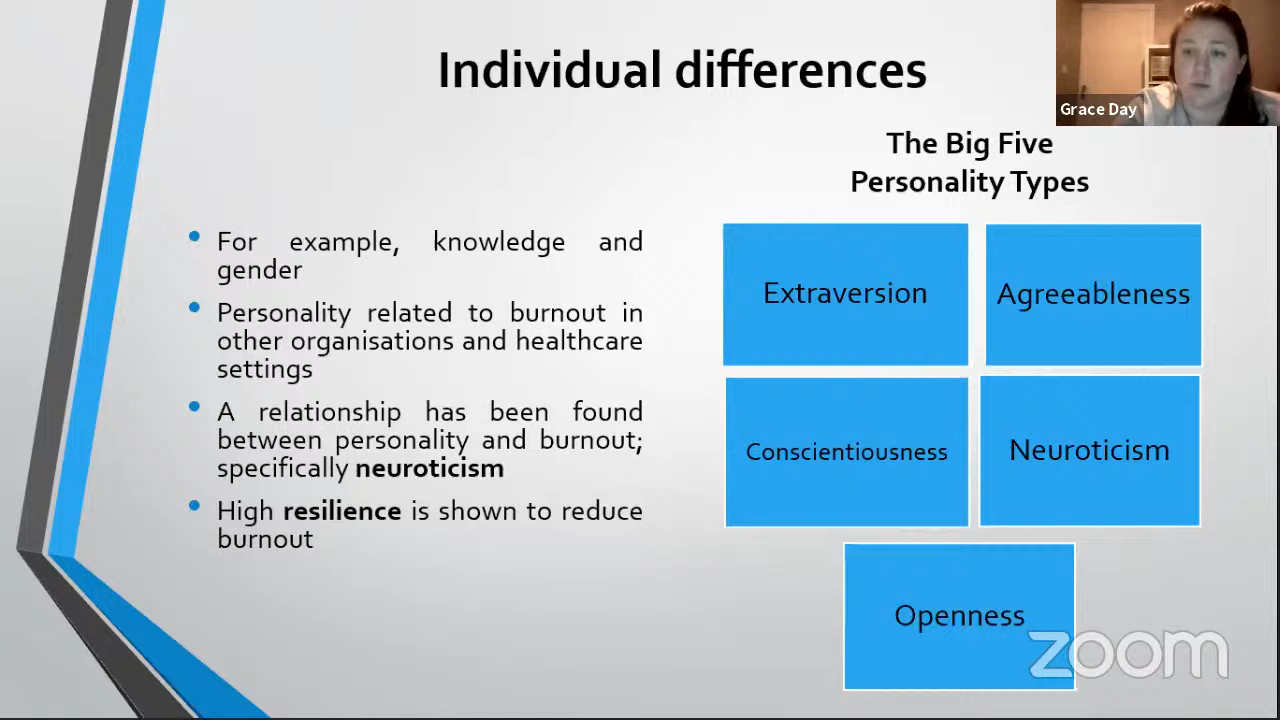 Individual differences
Grace Day
The Big Five
Personality Types
For example, knowledge and
gender
Personality related to burnout in
other organisations and healthcare
settings
A relationship has been found
between personality and burnout;
specifically neuroticism
High resilience is shown to reduce
burnout
Extraversion
Agreeableness
Conscientiousness
Neuroticism
Openness
zoom